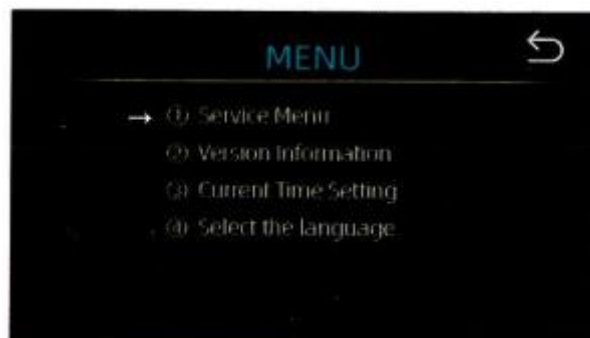 MENU
→ ① Service Menu
② Version Information
③ Current Time Setting
④ Select the language